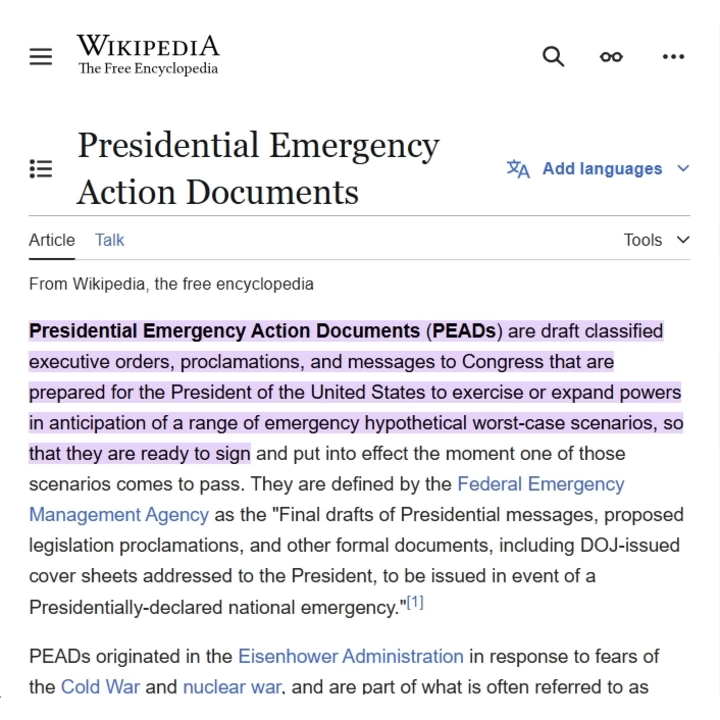 WIKIPEDIA
The Free Encyclopedia
Presidential Emergency
Action Documents
Add languages
Article Talk Tools
From Wikipedia, the free encyclopedia
Presidential Emergency Action Documents (PEADs) are draft classified
executive orders, proclamations, and messages to Congress that are
prepared for the President of the United States to exercise or expand powers
in anticipation of a range of emergency hypothetical worst-case scenarios, so
that they are ready to sign and put into effect the moment one of those
scenarios comes to pass. They are defined by the Federal Emergency
Management Agency as the "Final drafts of Presidential messages, proposed
legislation proclamations, and other formal documents, including DOJ-issued
cover sheets addressed to the President, to be issued in event of a
Presidentially-declared national emergency."[1]
PEADs originated in the Eisenhower Administration in response to fears of
the Cold War and nuclear war, and are part of what is often referred to as